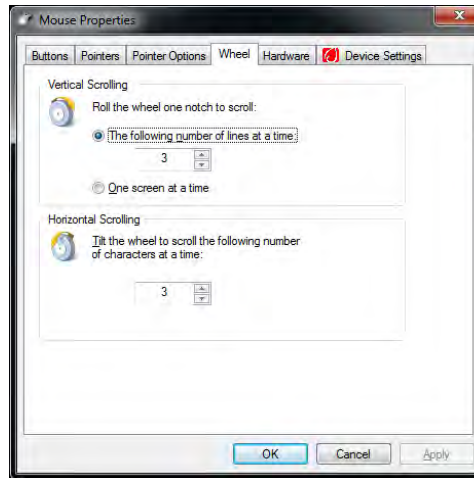 Mouse Properties
Buttons Pointers Pointer Options Wheel Hardware Device Settings
Vertical Scrolling
Roll the wheel one notch to scroll:
The following number of lines at a time:
3
One screen at a time
Horizontal Scrolling
Tilt the wheel to scroll the following number
of characters at a time:
3
OK Cancel Apply